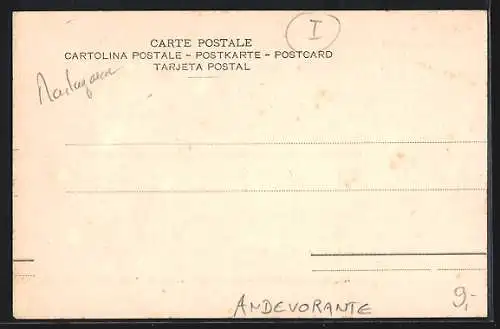 I
CARTE POSTALE
CARTOLINA POSTALE – POSTKARTE – POSTCARD
TARJETA POSTAL
ANDEVORANTE
9,-